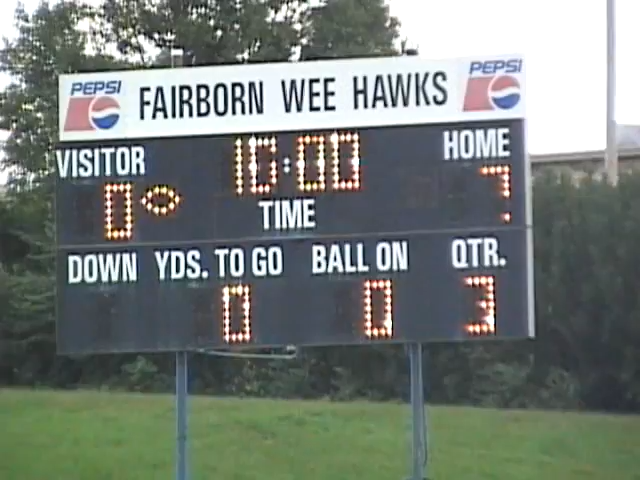 PEPSI FAIRBORN WEE HAWKS PEPSI
VISITOR 10:00 HOME
0 TIME 7
DOWN YDS. TO GO BALL ON QTR.
0 0 3